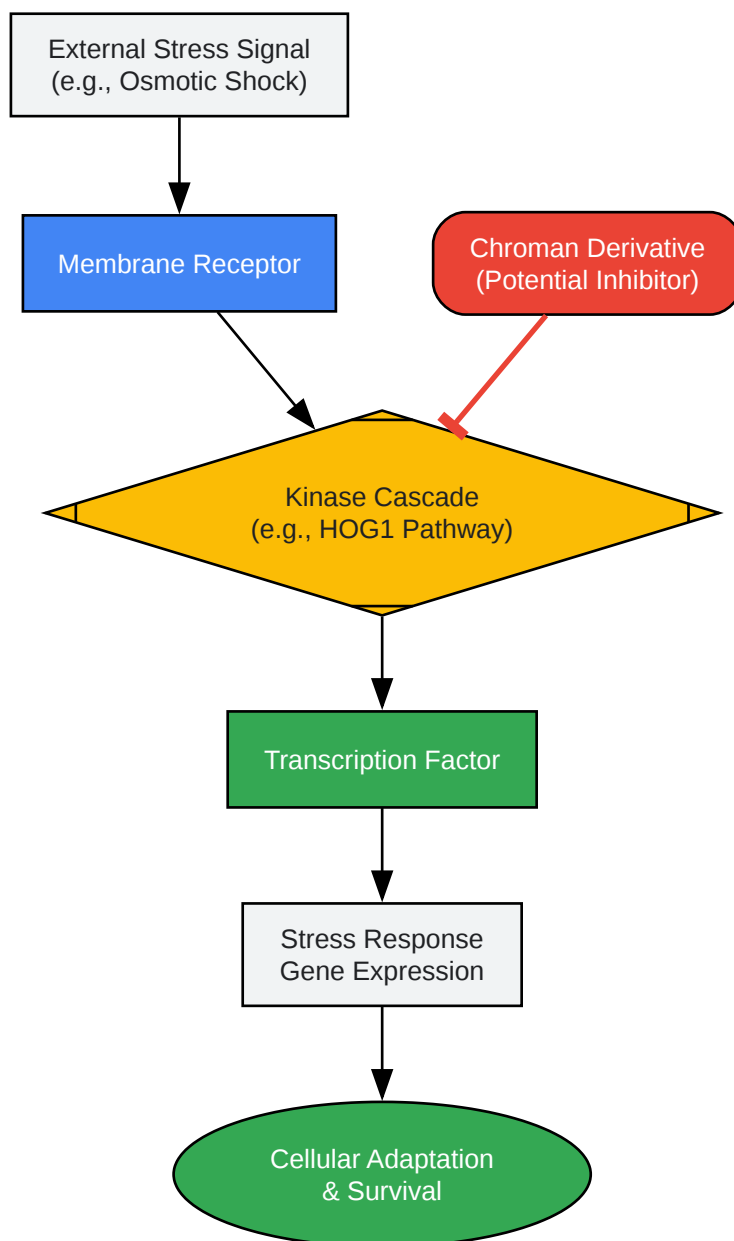 External Stress Signal
(e.g., Osmotic Shock)
Membrane Receptor
Chroman Derivative
(Potential Inhibitor)
Kinase Cascade
(e.g., HOG1 Pathway)
Transcription Factor
Stress Response
Gene Expression
Cellular Adaptation
& Survival